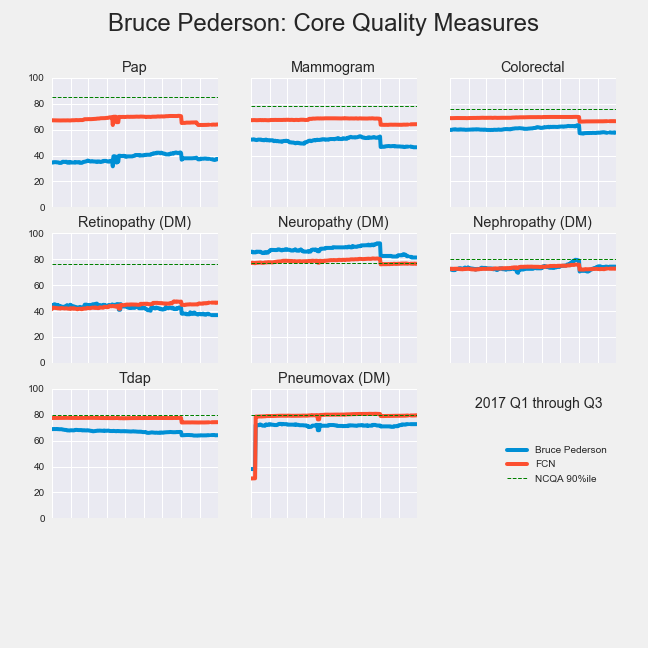 Bruce Pederson: Core Quality Measures
Pap
Mammogram
Colorectal
100
80
60
40
20
0
Retinopathy (DM)
Neuropathy (DM)
Nephropathy (DM)
100
80
60
40
20
0
Tdap
Pneumovax (DM)
100
80
60
40
20
0
2017 Q1 through Q3
Bruce Pederson
FCN
NCQA 90%ile